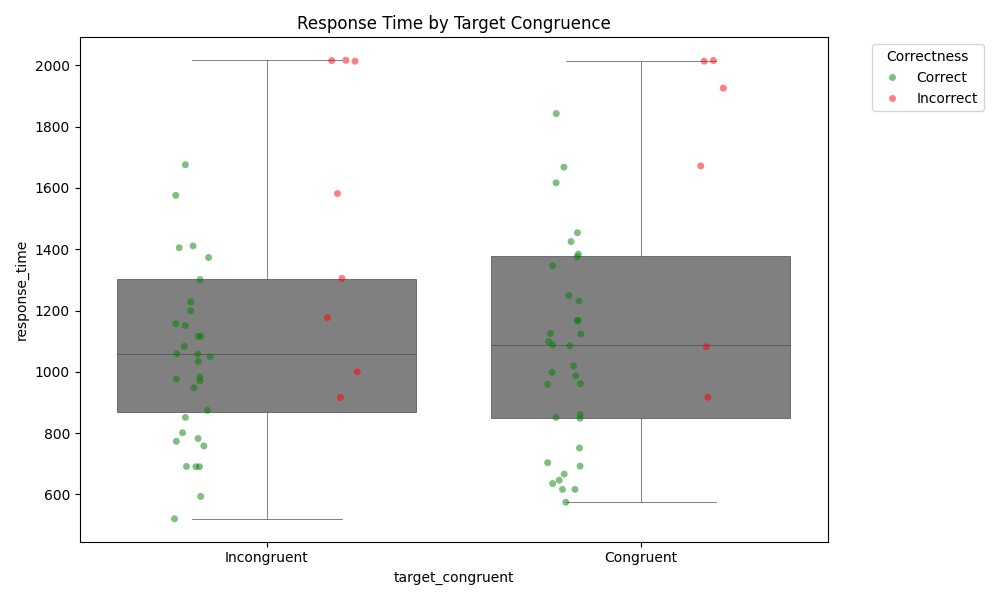 Response Time by Target Congruence
Correctness
Correct
Incorrect
response_time
2000
1800
1600
1400
1200
1000
800
600
Incongruent
Congruent
target_congruent